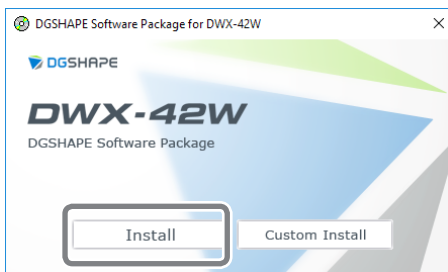 DGSHAPE Software Package for DWX-42W
DGSHAPE
DWX-42W
DGSHAPE Software Package
Install
Custom Install